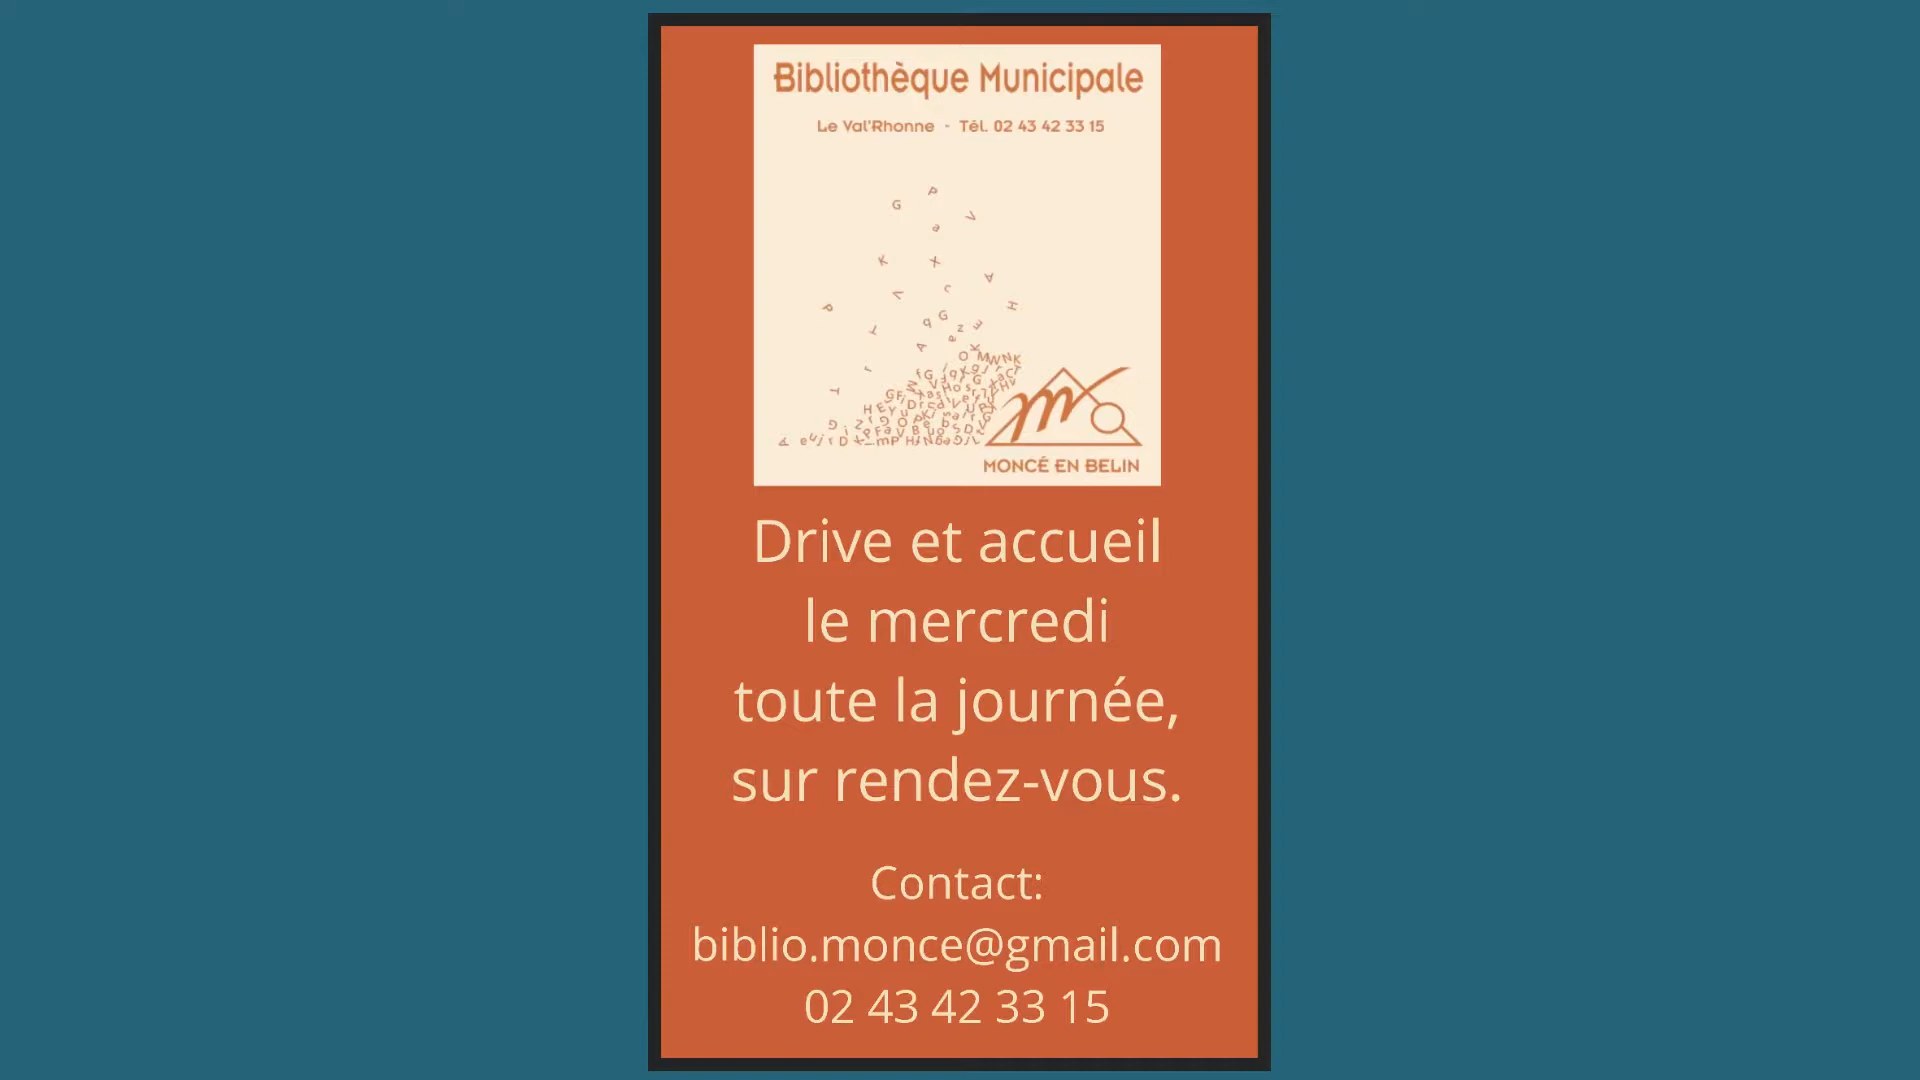 Bibliothèque Municipale
Le Val'Rhonne - Tél. 02 43 42 33 15
MONCÉ EN BELIN
Drive et accueil
le mercredi
toute la journée,
sur rendez-vous.
Contact:
biblio.monce@gmail.com
02 43 42 33 15